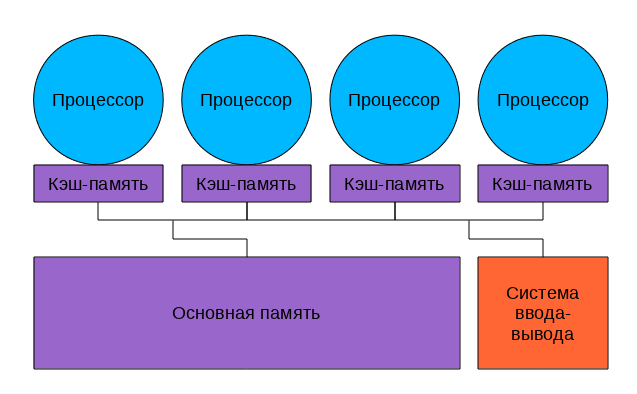 Процессор Процессор Процессор Процессор
Кэш-память Кэш-память Кэш-память Кэш-память
Основная память
Система
ввода-
вывода